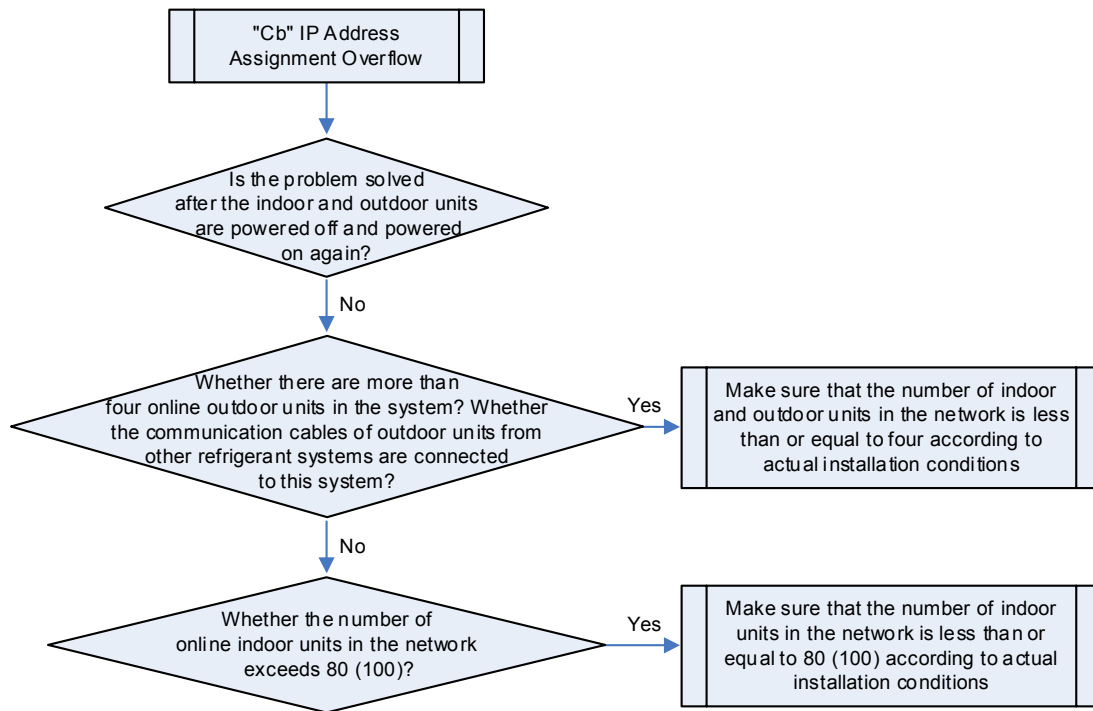 "Cb" IP Address
Assignment Overflow
Is the problem solved
after the indoor and outdoor units
are powered off and powered
on again?
No
Whether there are more than
four online outdoor units in the system? Whether
the communication cables of outdoor units from
other refrigerant systems are connected
to this system?
Yes
Make sure that the number of indoor
and outdoor units in the network is less
than or equal to four according to
actual installation conditions
No
Whether the number of
online indoor units in the network
exceeds 80 (100)?
Yes
Make sure that the number of indoor
units in the network is less than or
equal to 80 (100) according to actual
installation conditions